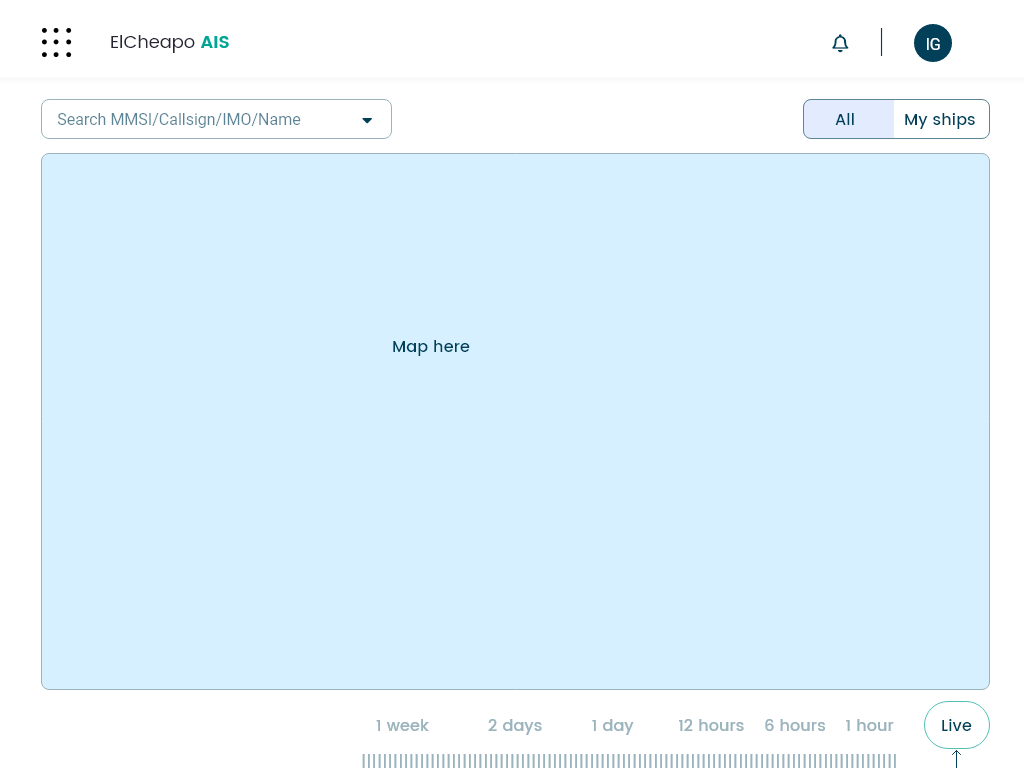 ElCheapo AIS
IG
Search MMSI/Callsign/IMO/Name
All
My ships
Map here
1 week
2 days
1 day
12 hours
6 hours
1 hour
Live